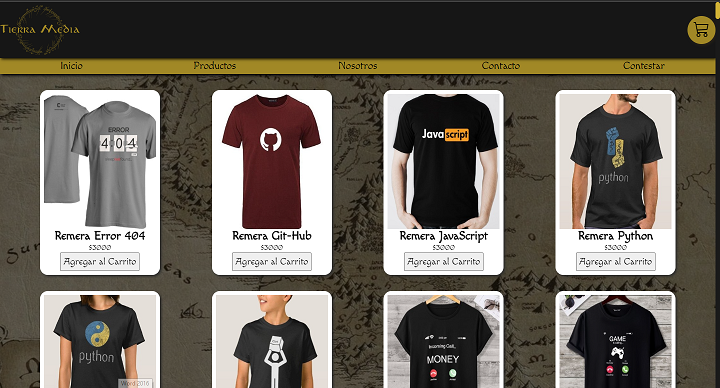 Tierra Media
Inicio
Productos
Nosotros
Contacto
Contestar
ERROR
404
JavaScript
python
Remera Error 404
$3000
Agregar al Carrito
Remera Git-Hub
$3000
Agregar al Carrito
Remera JavaScript
$3000
Agregar al Carrito
Remera Python
$3000
Agregar al Carrito
python
Word 2016
Incoming Call...
MONEY
GAME